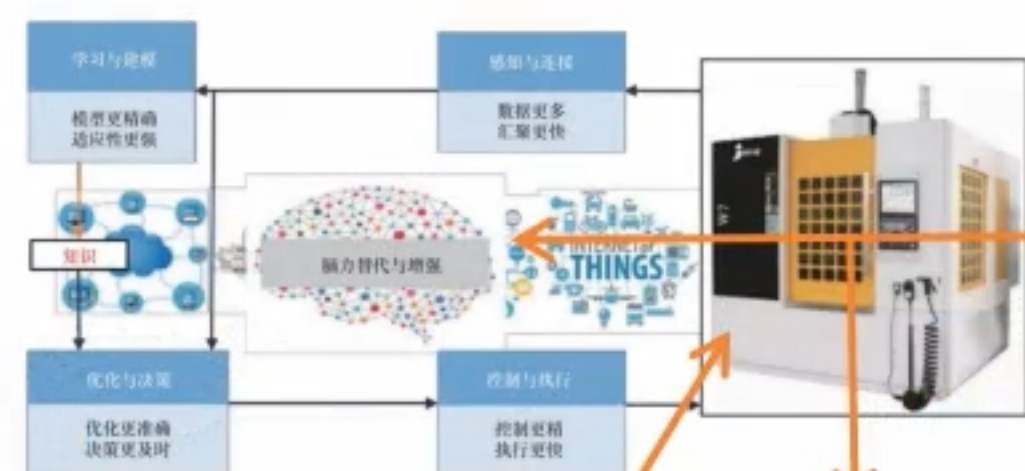 学习与建模
模型更精确
适应性更强
感知与连接
数据更多
汇聚更快
知识
脑力替代与增强
INTERNET OF
THINGS
W7
优化与决策
优化更准确
决策更及时
控制与执行
控制更精
执行更快